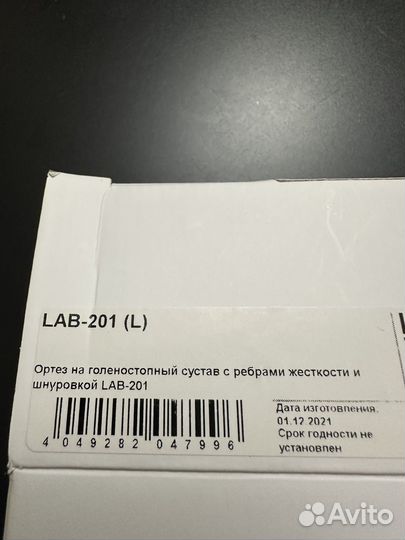 LAB-201 (L)
Ортез на голеностопный сустав с ребрами жесткости и
шнуровкой LAB-201
4 049282 047996
Дата изготовления.
01.12.2021
Срок годности не
установлен
Avito